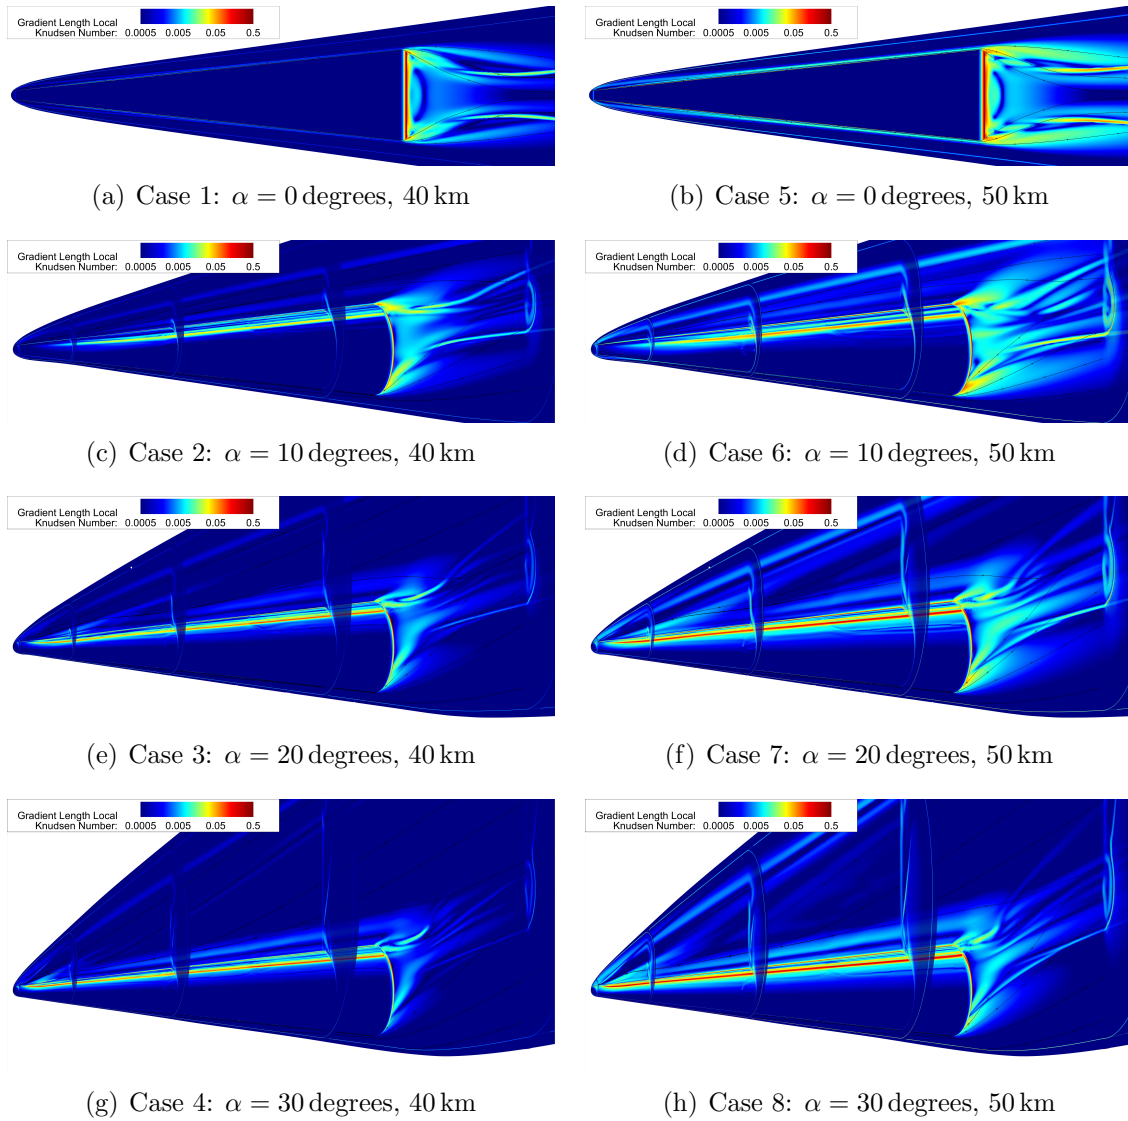 Gradient Length Local
Knudsen Number: 0.0005 0.005 0.05 0.5
Gradient Length Local
Knudsen Number: 0.0005 0.005 0.05 0.5
(a) Case 1: α = 0 degrees, 40 km
(b) Case 5: α = 0 degrees, 50 km
Gradient Length Local
Knudsen Number: 0.0005 0.005 0.05 0.5
Gradient Length Local
Knudsen Number: 0.0005 0.005 0.05 0.5
(c) Case 2: α = 10 degrees, 40 km
(d) Case 6: α = 10 degrees, 50 km
Gradient Length Local
Knudsen Number: 0.0005 0.005 0.05 0.5
Gradient Length Local
Knudsen Number: 0.0005 0.005 0.05 0.5
(e) Case 3: α = 20 degrees, 40 km
(f) Case 7: α = 20 degrees, 50 km
Gradient Length Local
Knudsen Number: 0.0005 0.005 0.05 0.5
Gradient Length Local
Knudsen Number: 0.0005 0.005 0.05 0.5
(g) Case 4: α = 30 degrees, 40 km
(h) Case 8: α = 30 degrees, 50 km